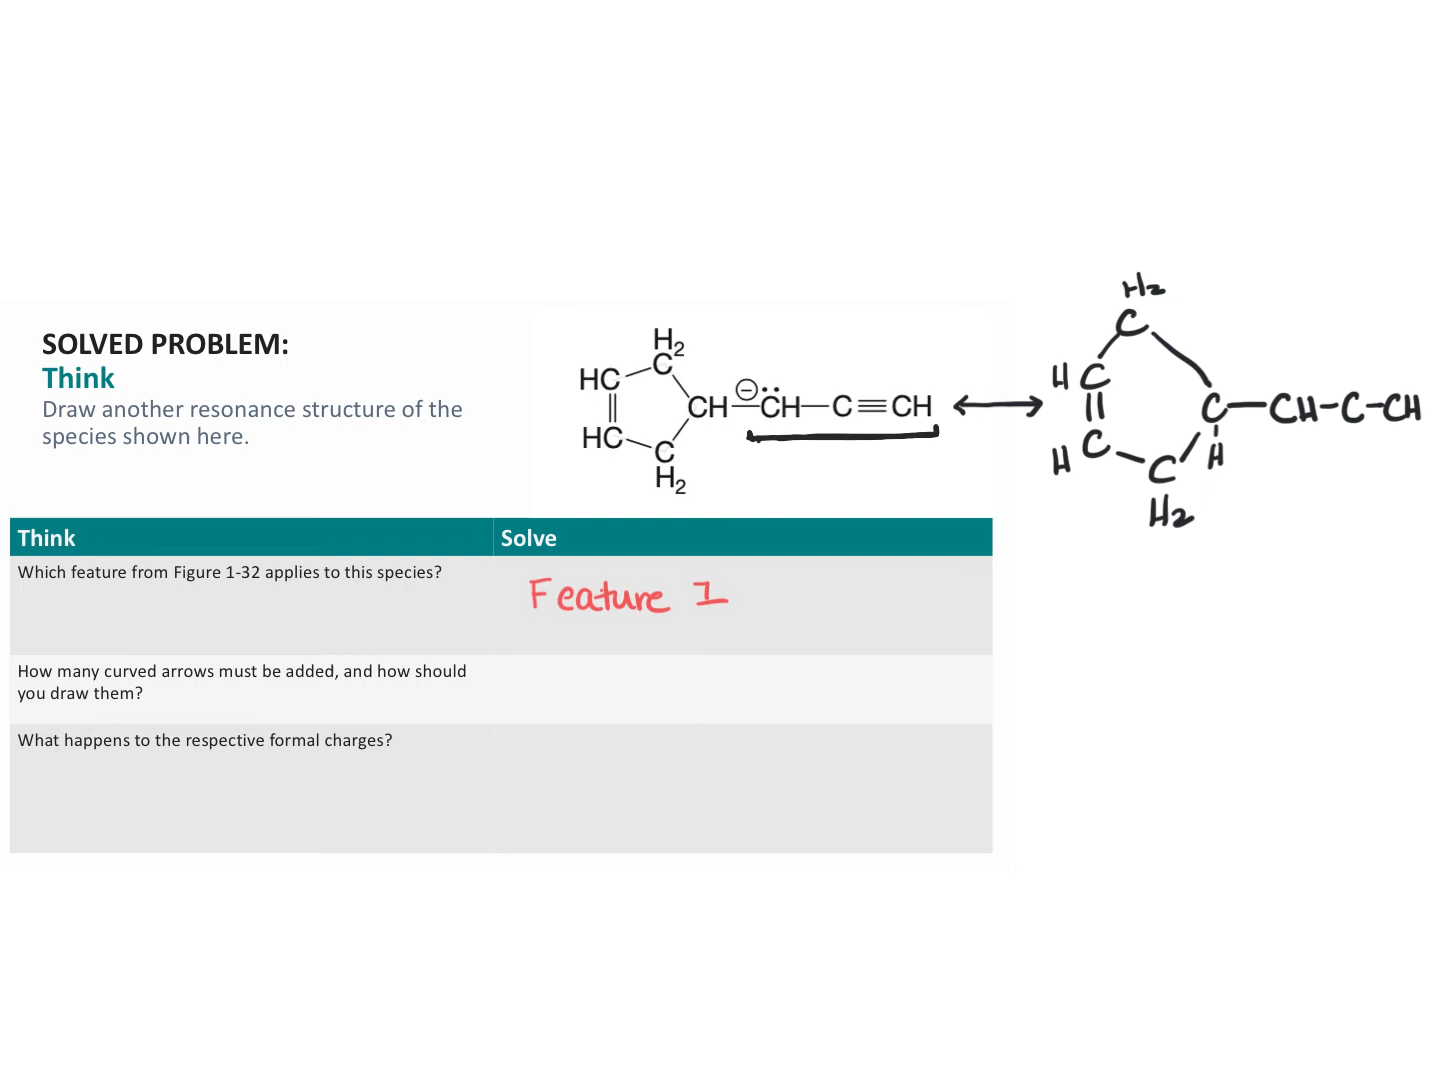 SOLVED PROBLEM:
Think
Draw another resonance structure of the
species shown here.
H₂
C
HC
HC
C
H₂
CH—CH—C≡CH
⊖
H₂
C
H C
H C
C
H₂
C—CH-C-CH
H
Think
Solve
Which feature from Figure 1-32 applies to this species?
Feature 1
How many curved arrows must be added, and how should
you draw them?
What happens to the respective formal charges?